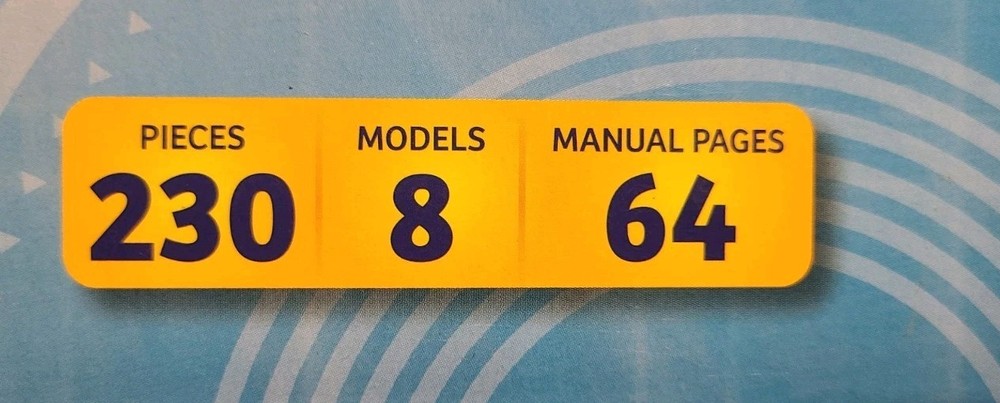 PIECES MODELS MANUAL PAGES
230 8 64